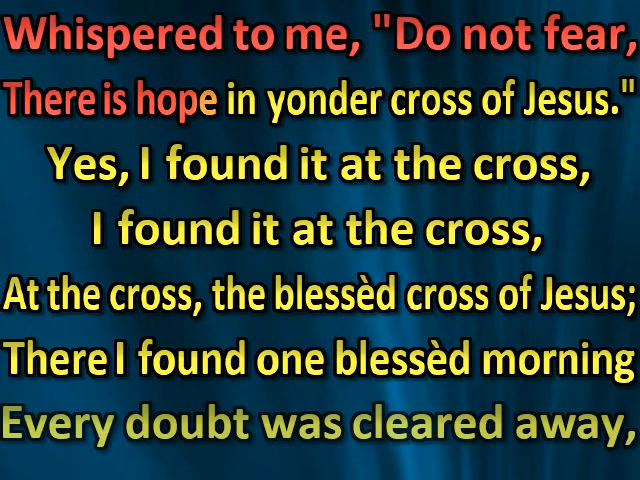 Whispered to me, "Do not fear,
There is hope in yonder cross of Jesus."
Yes, I found it at the cross,
I found it at the cross,
At the cross, the blessèd cross of Jesus;
There I found one blessèd morning
Every doubt was cleared away,